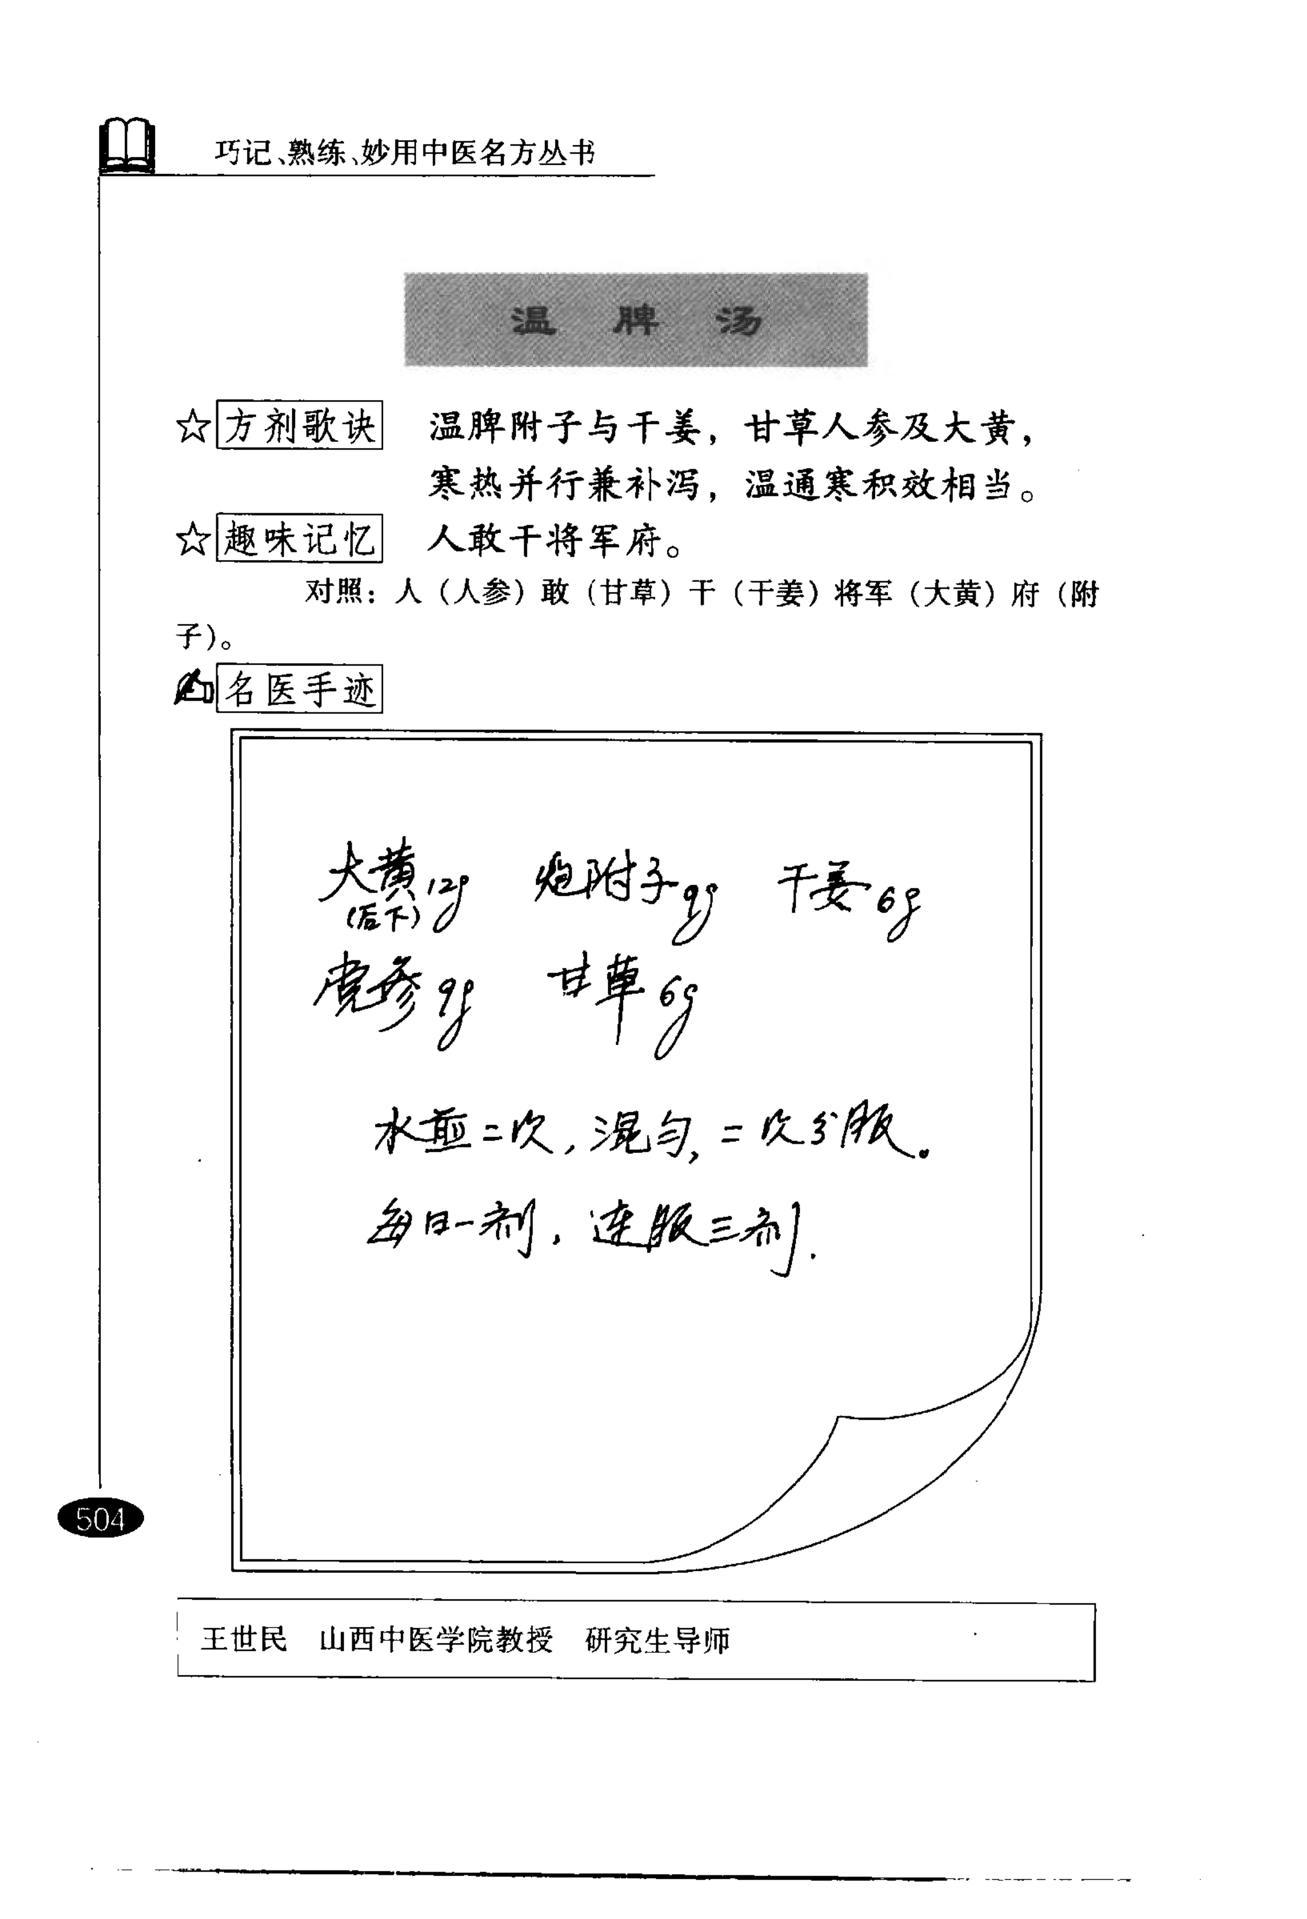 巧记、熟练、妙用中医名方丛书
温脾汤
☆方剂歌诀 温脾附子与干姜，甘草人参及大黄，
寒热并行兼补泻，温通寒积效相当。
☆趣味记忆 人敢干将军府。
对照：人（人参）敢（甘草）干（干姜）将军（大黄）府（附
子）。
名医手迹
大黄12g 炮附子9g 干姜6g
（后下）
党参9g 甘草6g
水煎二次，混匀，二次分服。
每日一剂，连服三剂.
504
王世民 山西中医学院教授 研究生导师